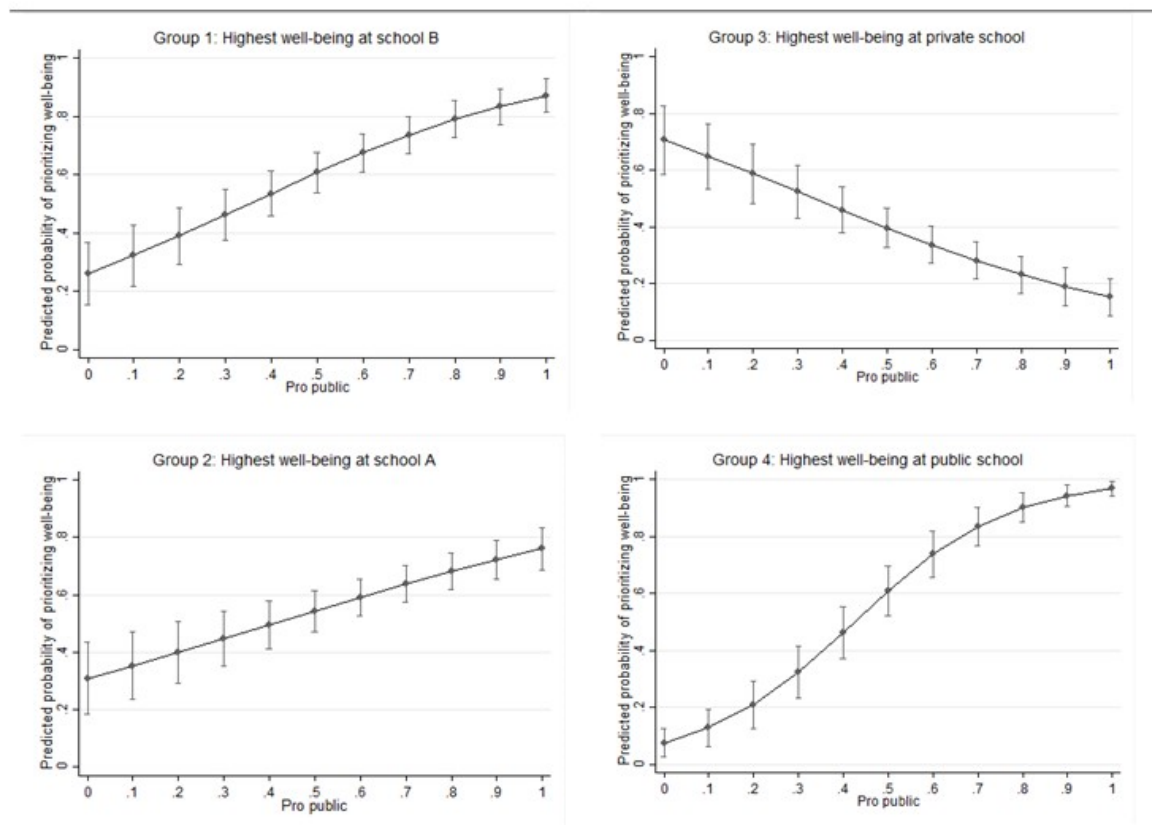 Group 1: Highest well-being at school B
Predicted probability of prioritizing well-being
0 .2 .4 .6 .8 1
0 .1 .2 .3 .4 .5 .6 .7 .8 .9 1
Pro public
Group 3: Highest well-being at private school
Predicted probability of prioritizing well-being
0 .2 .4 .6 .8 1
0 .1 .2 .3 .4 .5 .6 .7 .8 .9 1
Pro public
Group 2: Highest well-being at school A
Predicted probability of prioritizing well-being
0 .2 .4 .6 .8 1
0 .1 .2 .3 .4 .5 .6 .7 .8 .9 1
Pro public
Group 4: Highest well-being at public school
Predicted probability of prioritizing well-being
0 .2 .4 .6 .8 1
0 .1 .2 .3 .4 .5 .6 .7 .8 .9 1
Pro public